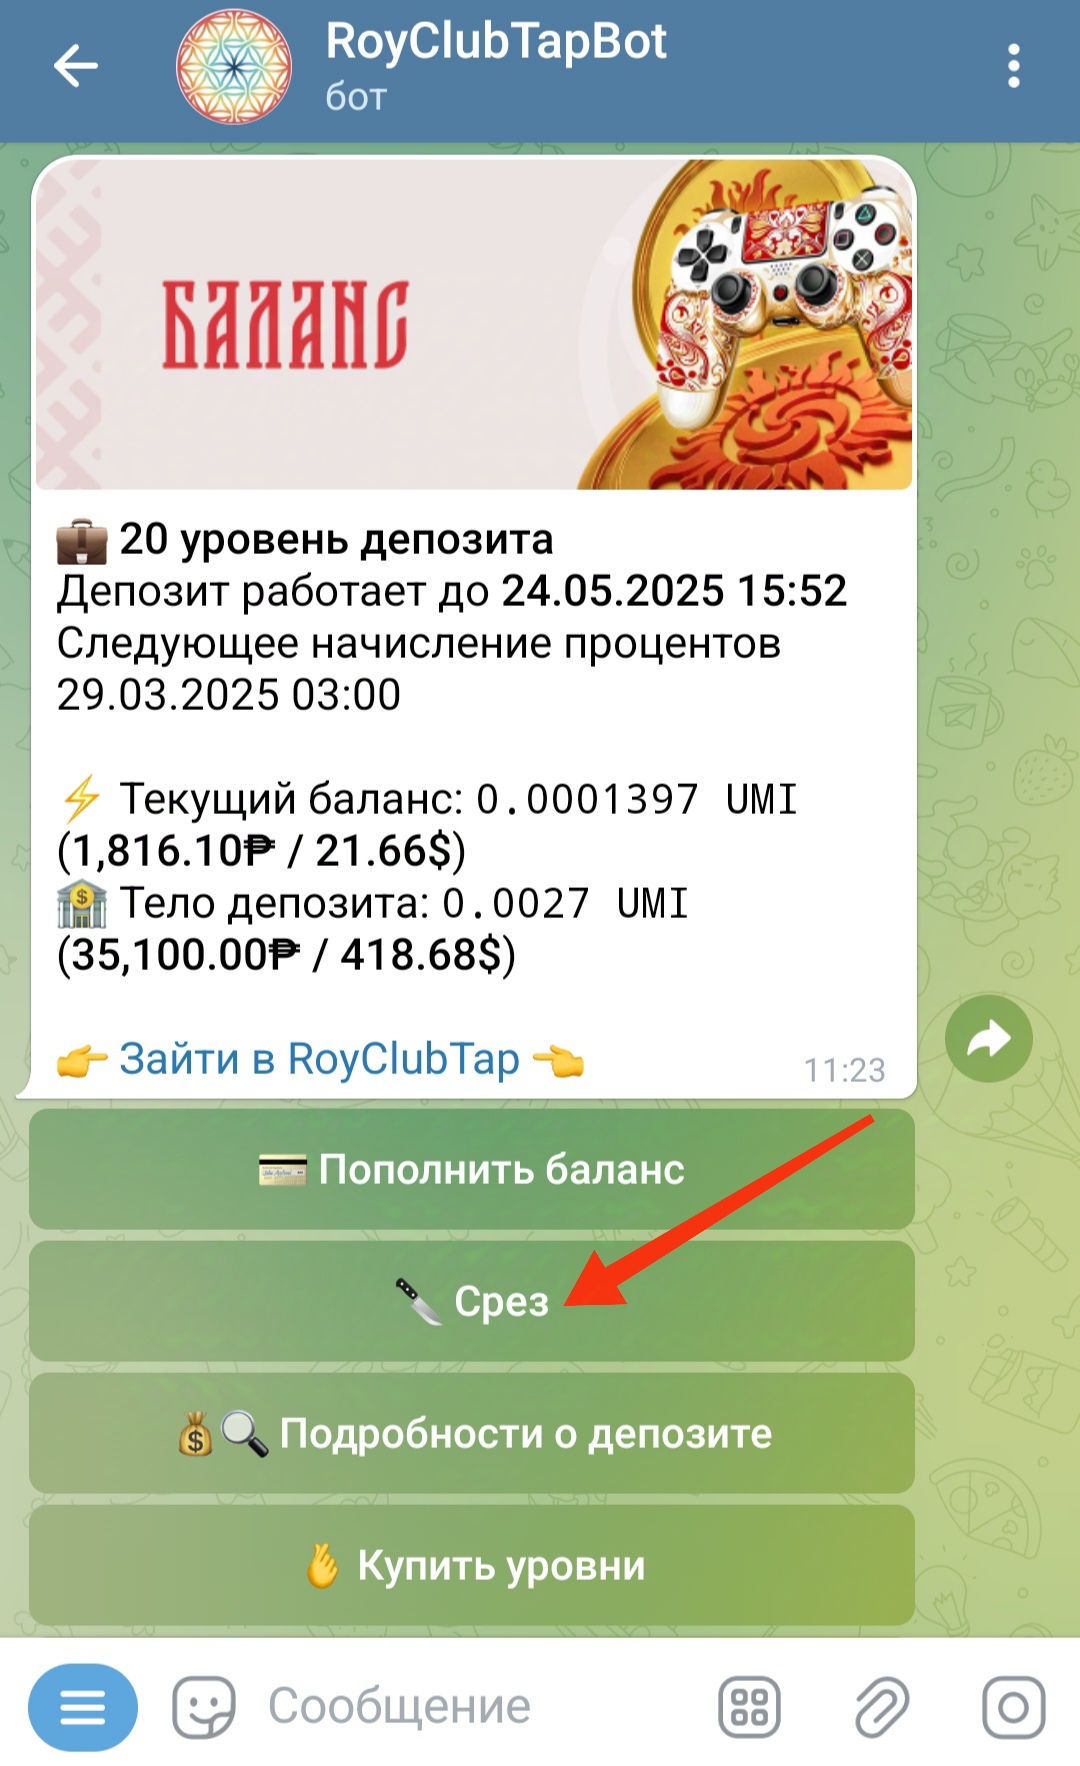 RoyClubTapBot
бот
БАЛАНС
💼 20 уровень депозита
Депозит работает до 24.05.2025 15:52
Следующее начисление процентов
29.03.2025 03:00
⚡ Текущий баланс: 0.0001397 UMI
(1,816.10₱ / 21.66$)
🏦 Тело депозита: 0.0027 UMI
(35,100.00₱ / 418.68$)
👉 Зайти в RoyClubTap 👈
11:23
💳 Пополнить баланс
🔪 Срез
💰🔍 Подробности о депозите
🫰 Купить уровни
Сообщение